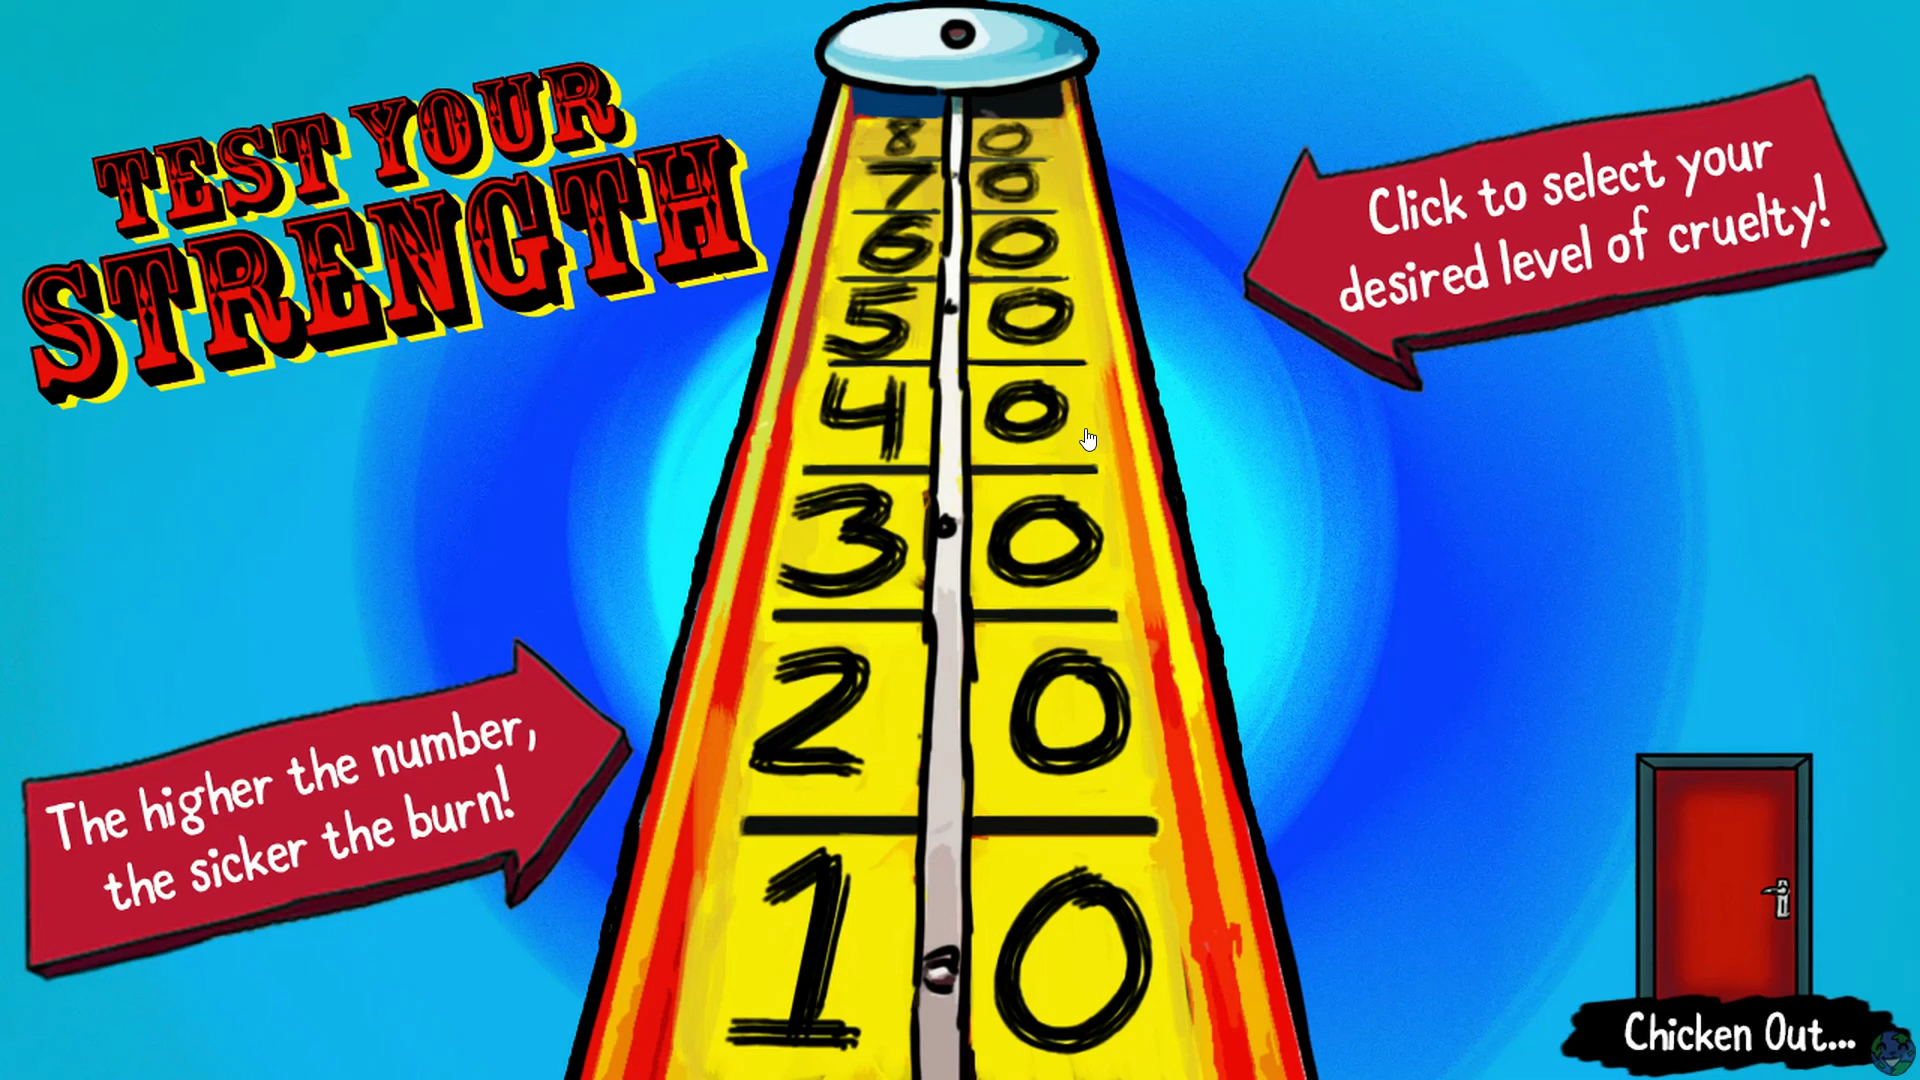 TEST YOUR
STRENGTH
Click to select your
desired level of cruelty!
80
70
60
50
40
30
20
10
The higher the number,
the sicker the burn!
Chicken Out...